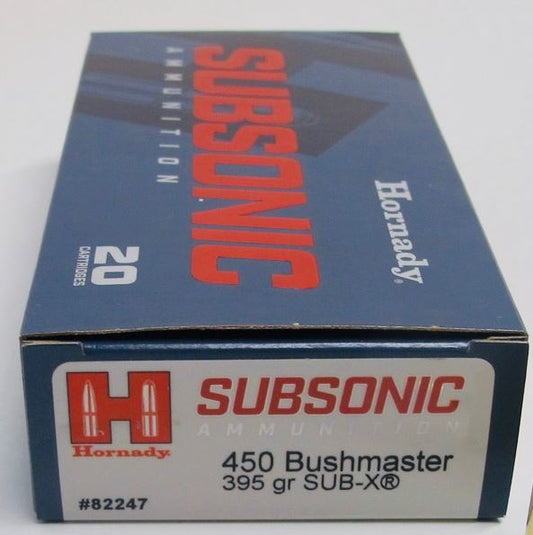 SUBSONIC
AMMUNITION
Hornady®
20
CARTRIDGES
H
Hornady®
SUBSONIC
AMMUNITION
450 Bushmaster
395 gr SUB-X®
#82247